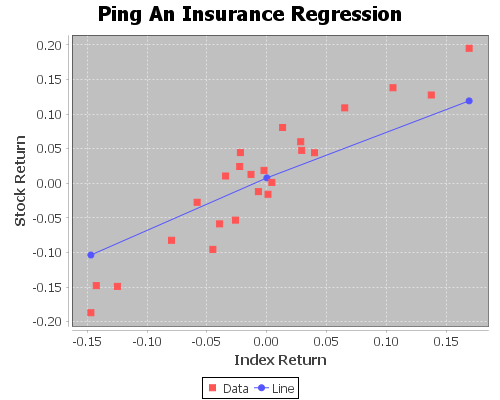 Ping An Insurance Regression
Stock Return
0.20
0.15
0.10
0.05
0.00
-0.05
-0.10
-0.15
-0.20
-0.15 -0.10 -0.05 0.00 0.05 0.10 0.15
Index Return
Data Line